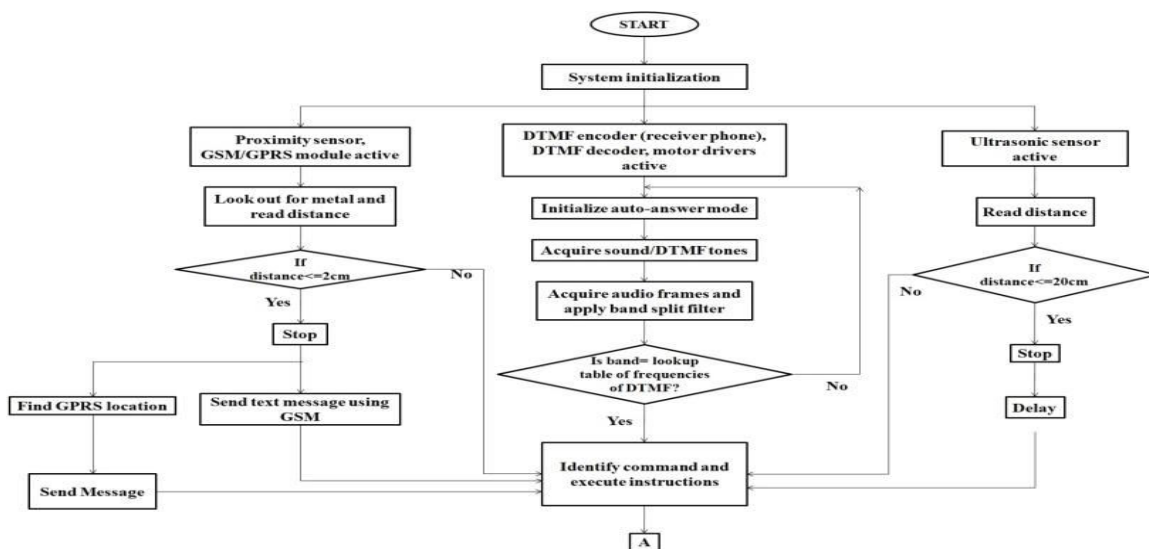 START
System initialization
Proximity sensor,
GSM/GPRS module active
DTMF encoder (receiver phone),
DTMF decoder, motor drivers
active
Ultrasonic sensor
active
Look out for metal and
read distance
Initialize auto-answer mode
Read distance
Acquire sound/DTMF tones
If
distance<=2cm
No
Yes
If
distance<=20cm
No
Yes
Acquire audio frames and
apply band split filter
Stop
Stop
Is band= lookup
table of frequencies
of DTMF?
No
Yes
Find GPRS location
Send text message using
GSM
Delay
Send Message
Identify command and
execute instructions
A